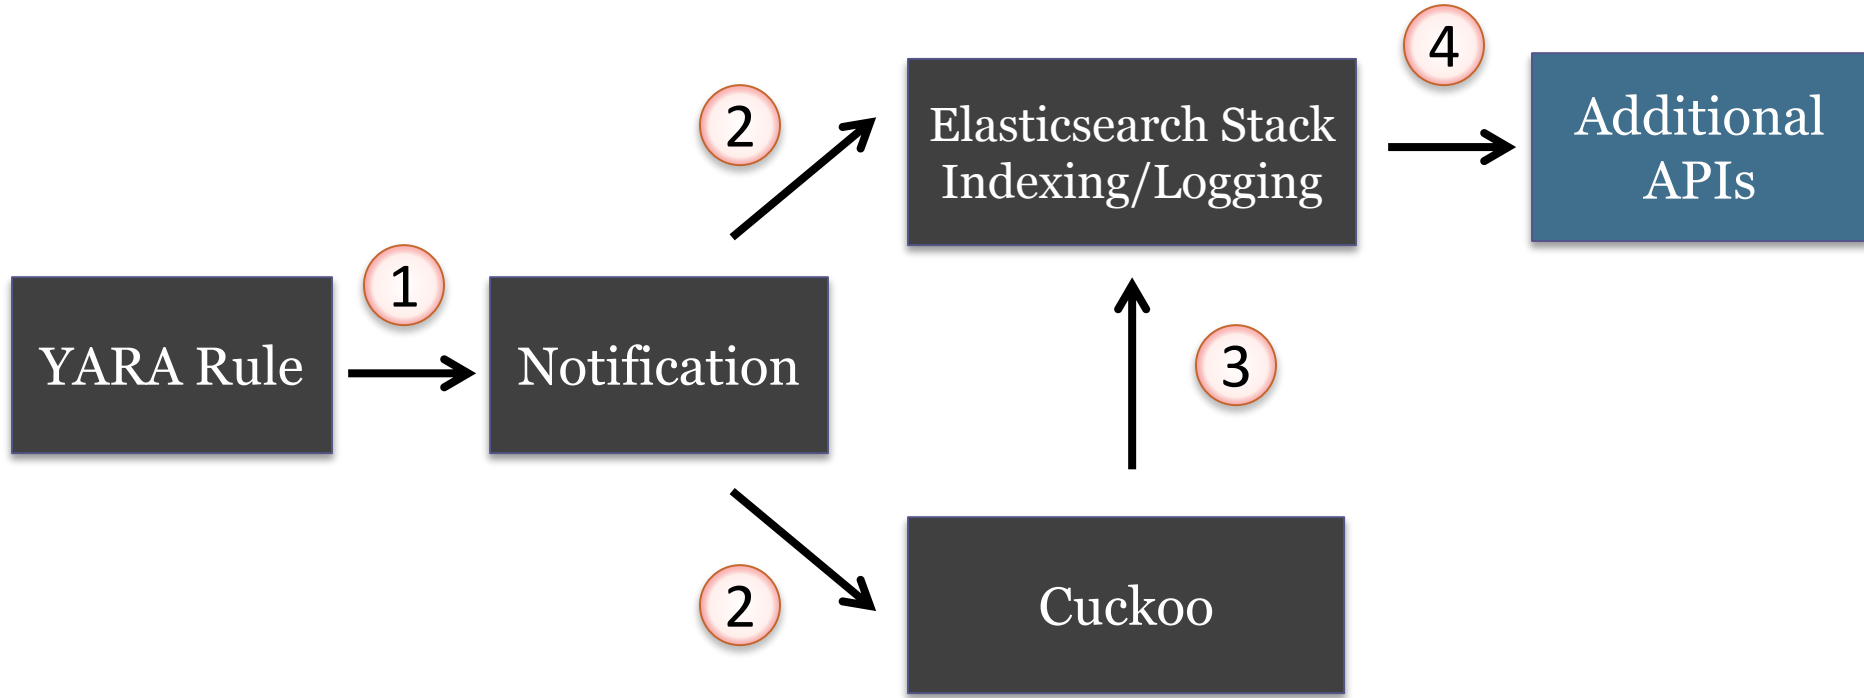 YARA Rule
1
Notification
2
Elasticsearch Stack
Indexing/Logging
2
Cuckoo
3
4
Additional
APIs